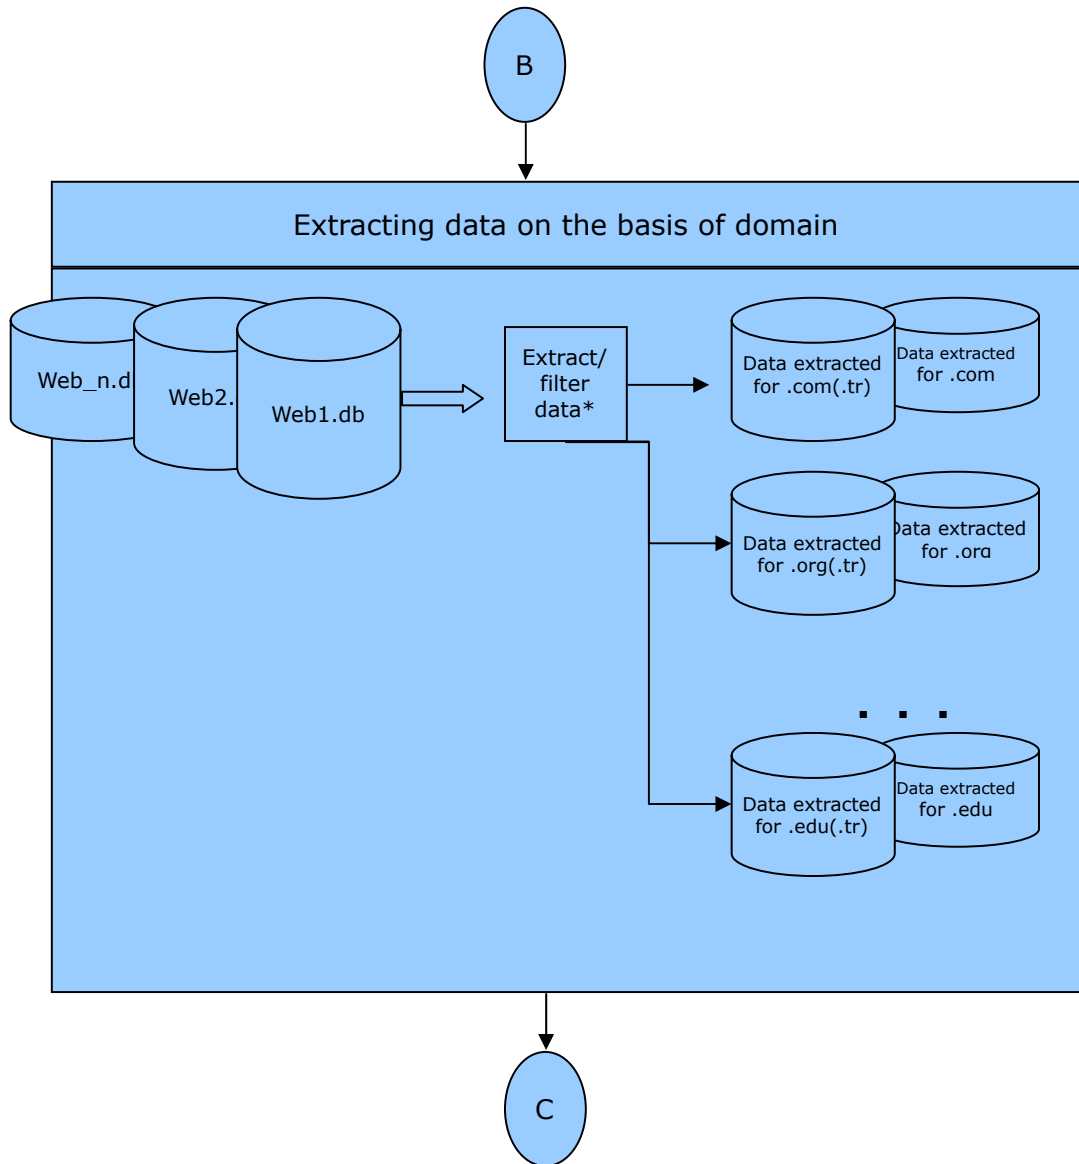 B
Extracting data on the basis of domain
Web_n.d
Web2.
Web1.db
Extract/
filter
data*
Data extracted
for .com(.tr)
Data extracted
for .com
Data extracted
for .org(.tr)
Data extracted
for .org
. . .
Data extracted
for .edu(.tr)
Data extracted
for .edu
C